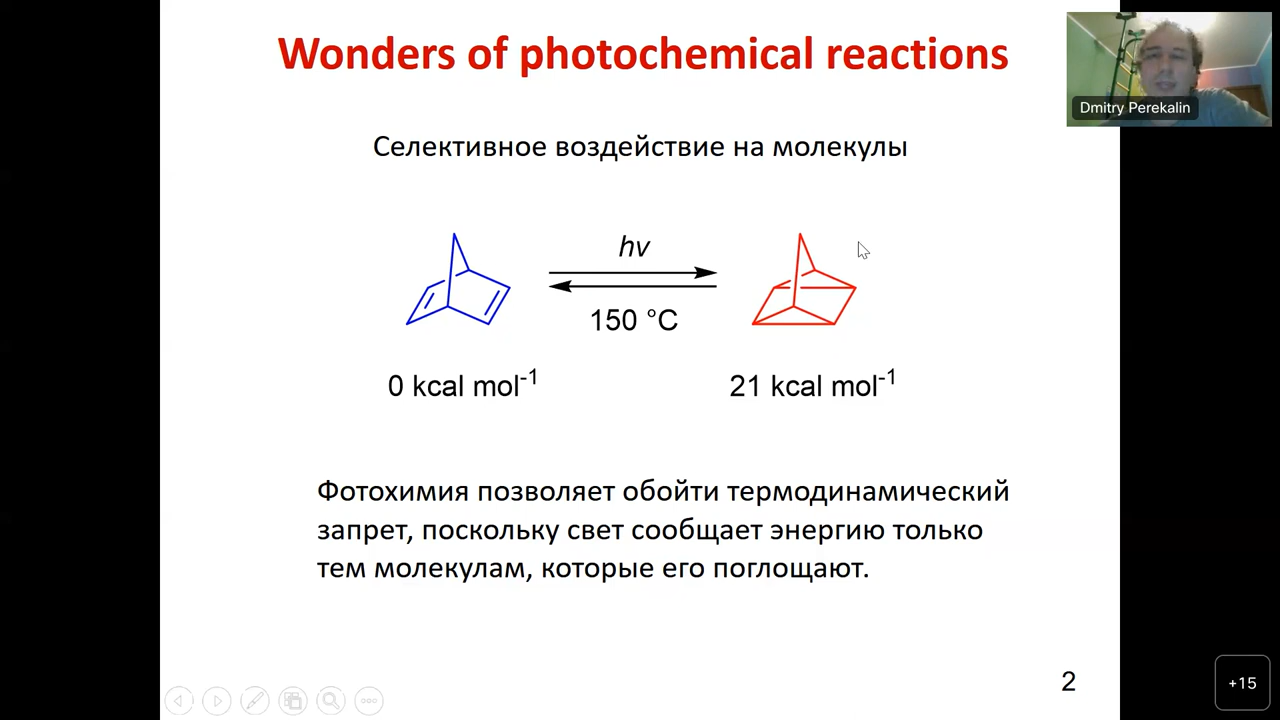 Wonders of photochemical reactions
Dmitry Perekalin
Селективное воздействие на молекулы
hν
150 °C
0 kcal mol-1
21 kcal mol-1
Фотохимия позволяет обойти термодинамический
запрет, поскольку свет сообщает энергию только
тем молекулам, которые его поглощают.
2
+15